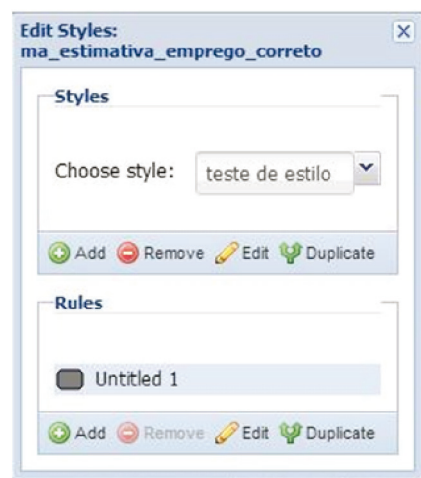 Edit Styles:
ma_estimativa_emprego_correto
Styles
Choose style: teste de estilo
Add Remove Edit Duplicate
Rules
Untitled 1
Add Remove Edit Duplicate